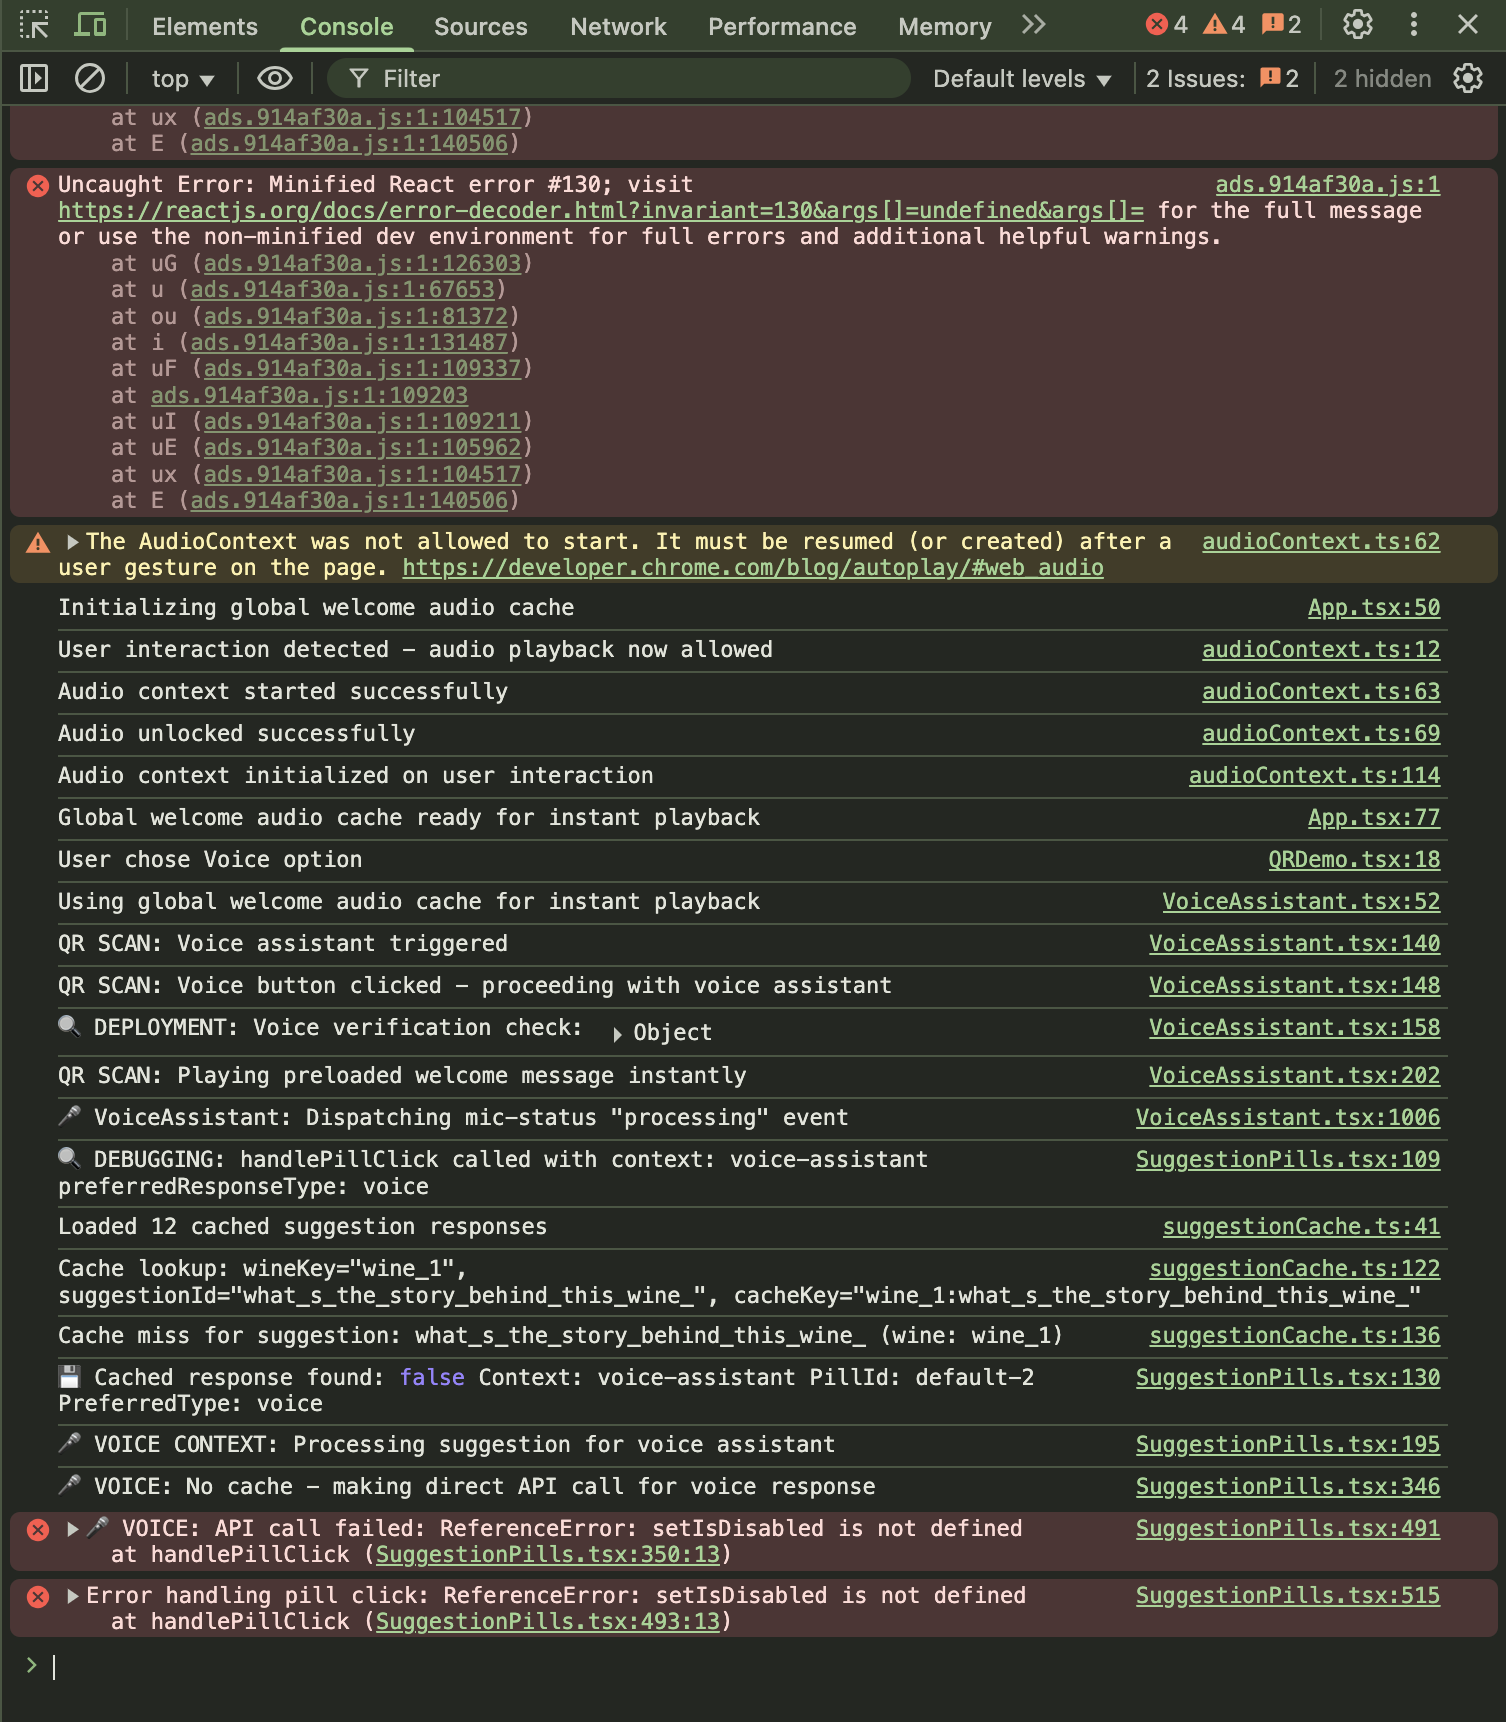 Elements Console Sources Network Performance Memory 4 4 2
top Filter Default levels 2 Issues: 2 2 hidden
at ux (ads.914af30a.js:1:104517)
at E (ads.914af30a.js:1:140506)
Uncaught Error: Minified React error #130; visit ads.914af30a.js:1
https://reactjs.org/docs/error-decoder.html?invariant=130&args[]=undefined&args[]= for the full message
or use the non-minified dev environment for full errors and additional helpful warnings.
at uG (ads.914af30a.js:1:126303)
at u (ads.914af30a.js:1:67653)
at ou (ads.914af30a.js:1:81372)
at i (ads.914af30a.js:1:131487)
at uF (ads.914af30a.js:1:109337)
at ads.914af30a.js:1:109203
at uI (ads.914af30a.js:1:109211)
at uE (ads.914af30a.js:1:105962)
at ux (ads.914af30a.js:1:104517)
at E (ads.914af30a.js:1:140506)
The AudioContext was not allowed to start. It must be resumed (or created) after a audioContext.ts:62
user gesture on the page. https://developer.chrome.com/blog/autoplay/#web_audio
Initializing global welcome audio cache App.tsx:50
User interaction detected – audio playback now allowed audioContext.ts:12
Audio context started successfully audioContext.ts:63
Audio unlocked successfully audioContext.ts:69
Audio context initialized on user interaction audioContext.ts:114
Global welcome audio cache ready for instant playback App.tsx:77
User chose Voice option QRDemo.tsx:18
Using global welcome audio cache for instant playback VoiceAssistant.tsx:52
QR SCAN: Voice assistant triggered VoiceAssistant.tsx:140
QR SCAN: Voice button clicked – proceeding with voice assistant VoiceAssistant.tsx:148
🔍 DEPLOYMENT: Voice verification check: Object VoiceAssistant.tsx:158
QR SCAN: Playing preloaded welcome message instantly VoiceAssistant.tsx:202
🎤 VoiceAssistant: Dispatching mic-status "processing" event VoiceAssistant.tsx:1006
🔍 DEBUGGING: handlePillClick called with context: voice-assistant SuggestionPills.tsx:109
preferredResponseType: voice
Loaded 12 cached suggestion responses suggestionCache.ts:41
Cache lookup: wineKey="wine_1", suggestionCache.ts:122
suggestionId="what_s_the_story_behind_this_wine_", cacheKey="wine_1:what_s_the_story_behind_this_wine_"
Cache miss for suggestion: what_s_the_story_behind_this_wine_ (wine: wine_1) suggestionCache.ts:136
💾 Cached response found: false Context: voice-assistant PillId: default-2 SuggestionPills.tsx:130
PreferredType: voice
🎤 VOICE CONTEXT: Processing suggestion for voice assistant SuggestionPills.tsx:195
🎤 VOICE: No cache – making direct API call for voice response SuggestionPills.tsx:346
🎤 VOICE: API call failed: ReferenceError: setIsDisabled is not defined SuggestionPills.tsx:491
at handlePillClick (SuggestionPills.tsx:350:13)
Error handling pill click: ReferenceError: setIsDisabled is not defined SuggestionPills.tsx:515
at handlePillClick (SuggestionPills.tsx:493:13)